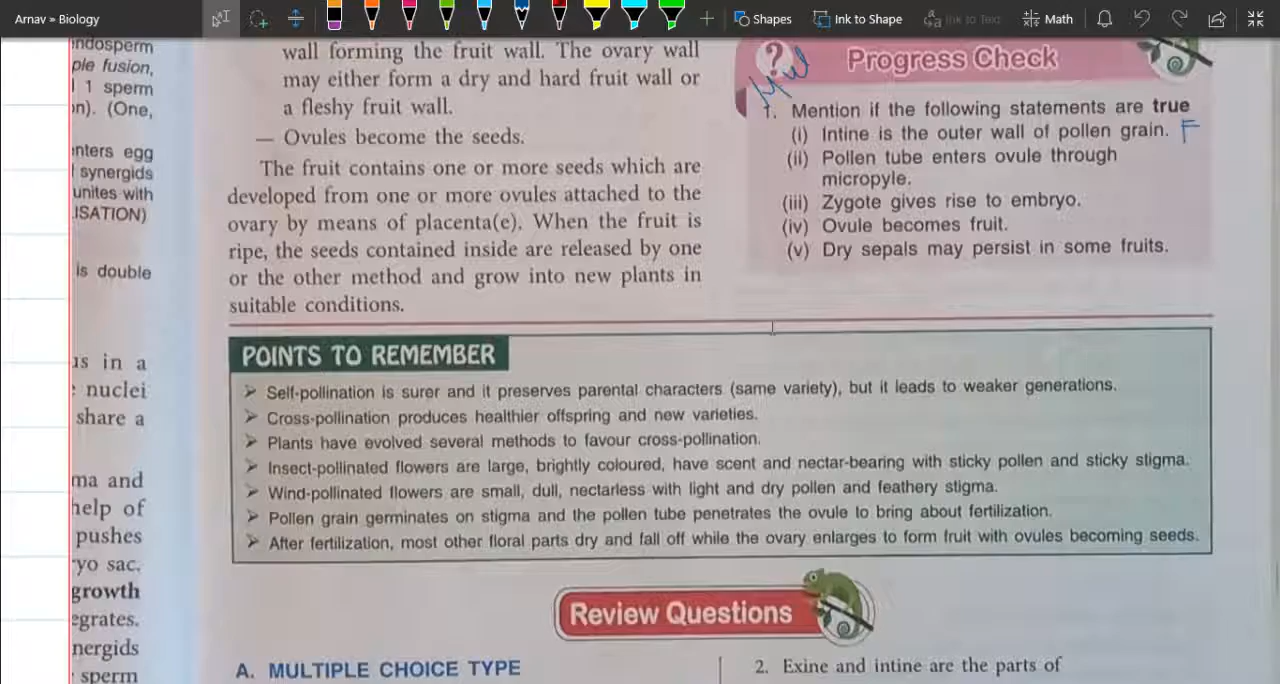 Arnav » Biology
Shapes
Ink to Shape
Ink to Text
Math
indosperm
ple fusion,
1 sperm
on). (One,
enters egg
synergids
unites with
ISATION)
is double
us in a
nuclei
share a
ma and
help of
pushes
yo sac.
growth
egrates.
nergids
sperm
wall forming the fruit wall. The ovary wall
may either form a dry and hard fruit wall or
a fleshy fruit wall.
— Ovules become the seeds.
The fruit contains one or more seeds which are
developed from one or more ovules attached to the
ovary by means of placenta(e). When the fruit is
ripe, the seeds contained inside are released by one
or the other method and grow into new plants in
suitable conditions.
? Progress Check
1. Mention if the following statements are true
(i) Intine is the outer wall of pollen grain. F
(ii) Pollen tube enters ovule through
micropyle.
(iii) Zygote gives rise to embryo.
(iv) Ovule becomes fruit.
(v) Dry sepals may persist in some fruits.
POINTS TO REMEMBER
➤ Self-pollination is surer and it preserves parental characters (same variety), but it leads to weaker generations.
➤ Cross-pollination produces healthier offspring and new varieties.
➤ Plants have evolved several methods to favour cross-pollination.
➤ Insect-pollinated flowers are large, brightly coloured, have scent and nectar-bearing with sticky pollen and sticky stigma.
➤ Wind-pollinated flowers are small, dull, nectarless with light and dry pollen and feathery stigma.
➤ Pollen grain germinates on stigma and the pollen tube penetrates the ovule to bring about fertilization.
➤ After fertilization, most other floral parts dry and fall off while the ovary enlarges to form fruit with ovules becoming seeds.
Review Questions
A. MULTIPLE CHOICE TYPE
2. Exine and intine are the parts of